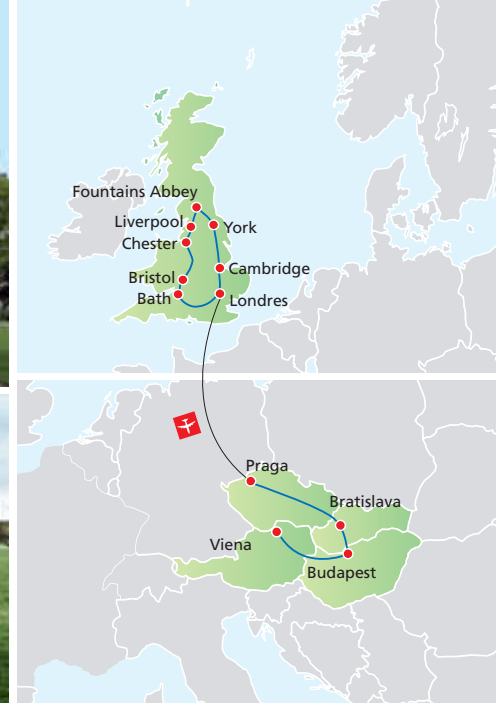 Fountains Abbey
Liverpool
York
Chester
Cambridge
Bristol
Bath
Londres
Praga
Bratislava
Viena
Budapest